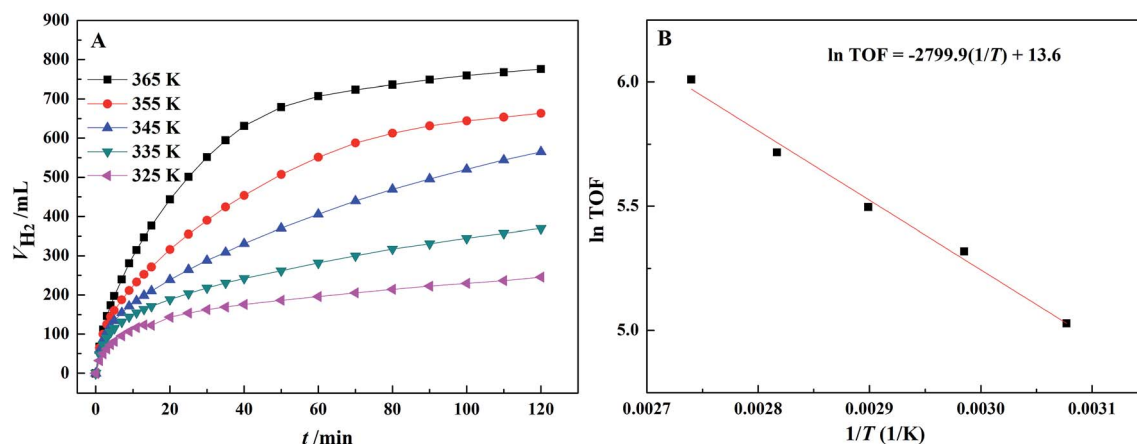 A
900
800
700
600
500
400
300
200
100
0
V_H2 /mL
365 K
355 K
345 K
335 K
325 K
0 20 40 60 80 100 120
t /min
B
ln TOF = -2799.9(1/T) + 13.6
6.0
5.5
5.0
ln TOF
0.0027 0.0028 0.0029 0.0030 0.0031
1/T (1/K)